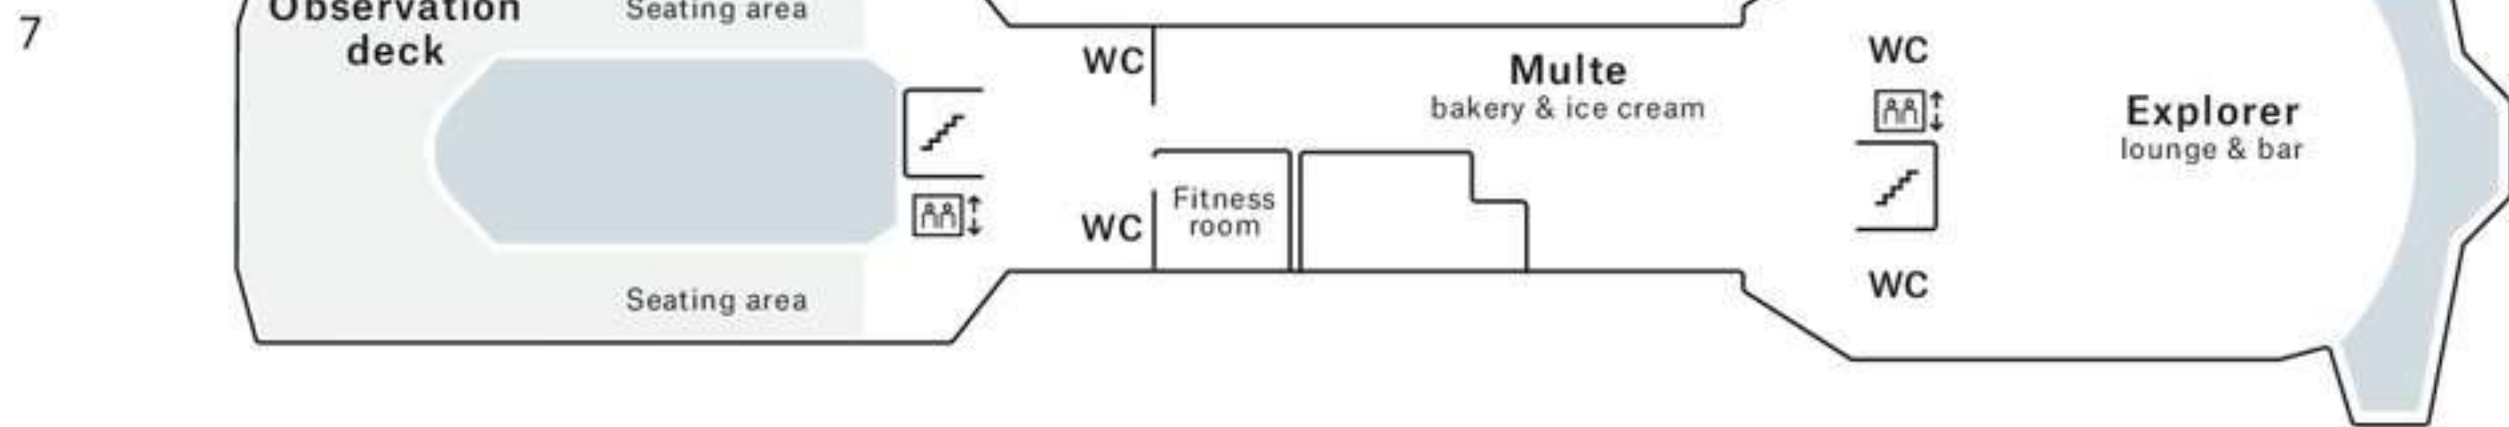 7
Observation
deck
Seating area
Seating area
WC
WC
Fitness
room
Multe
bakery & ice cream
WC
WC
Explorer
lounge & bar